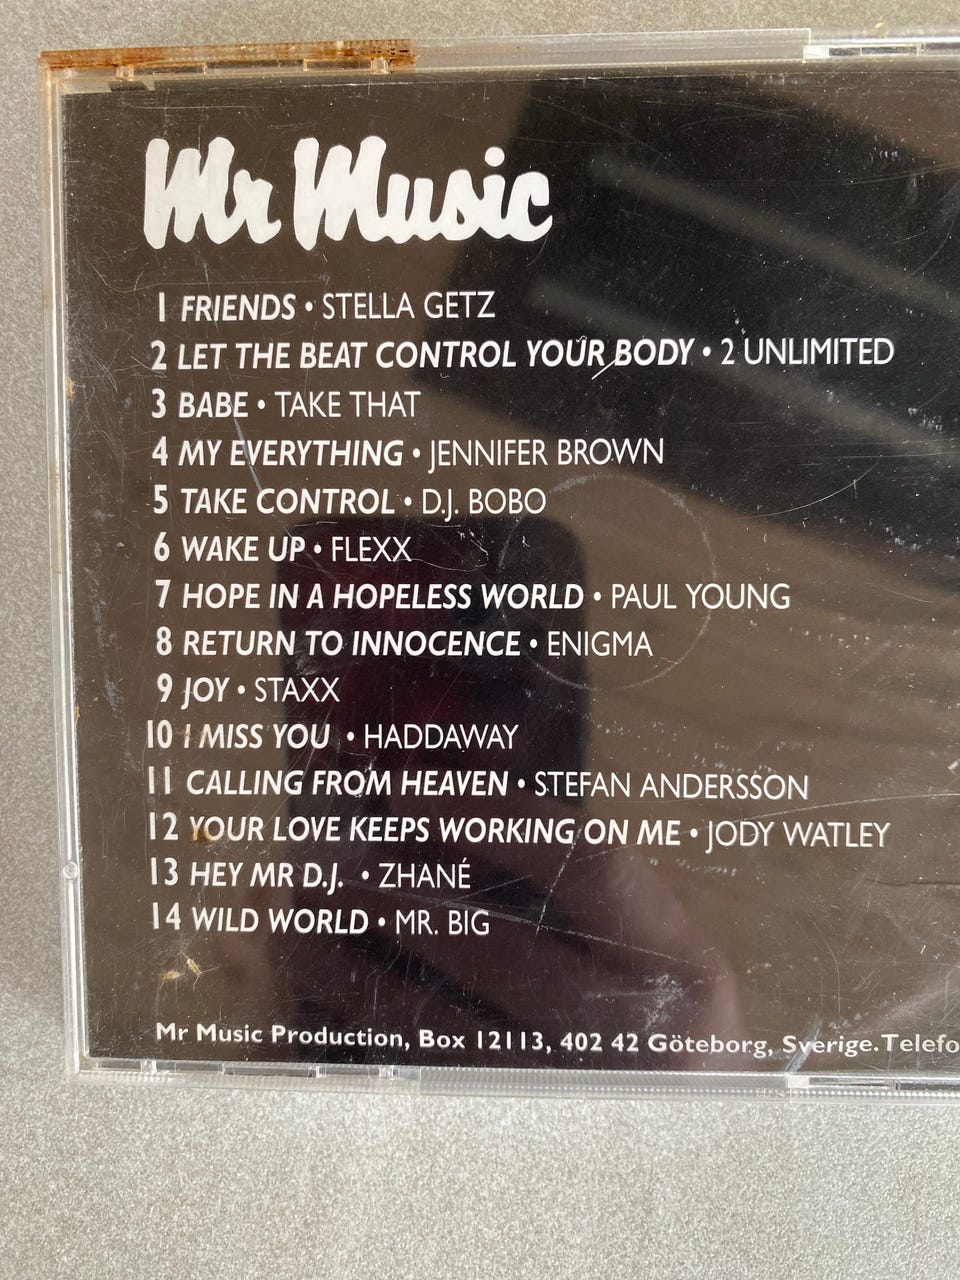 Mr Music
1 FRIENDS • STELLA GETZ
2 LET THE BEAT CONTROL YOUR BODY • 2 UNLIMITED
3 BABE • TAKE THAT
4 MY EVERYTHING • JENNIFER BROWN
5 TAKE CONTROL • D.J. BOBO
6 WAKE UP • FLEXX
7 HOPE IN A HOPELESS WORLD • PAUL YOUNG
8 RETURN TO INNOCENCE • ENIGMA
9 JOY • STAXX
10 I MISS YOU • HADDAWAY
11 CALLING FROM HEAVEN • STEFAN ANDERSSON
12 YOUR LOVE KEEPS WORKING ON ME • JODY WATLEY
13 HEY MR D.J. • ZHANÉ
14 WILD WORLD • MR. BIG
Mr Music Production, Box 12113, 402 42 Göteborg, Sverige. Telefo